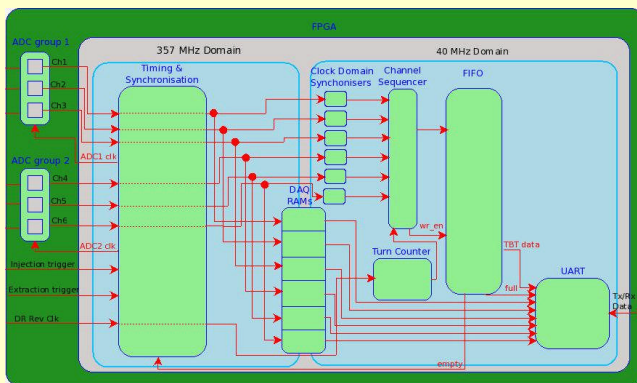 FPGA
ADC group 1
Ch1
Ch2
Ch3
ADC1 clk
ADC group 2
Ch4
Ch5
Ch6
ADC2 clk
Injection trigger
Extraction trigger
DR Rev Clk
357 MHz Domain
Timing &
Synchronisation
40 MHz Domain
Clock Domain
Synchonisers
Channel
Sequencer
FIFO
DAQ
RAMs
wr_en
Turn Counter
TBT data
full
UART
Tx/Rx
Data
empty